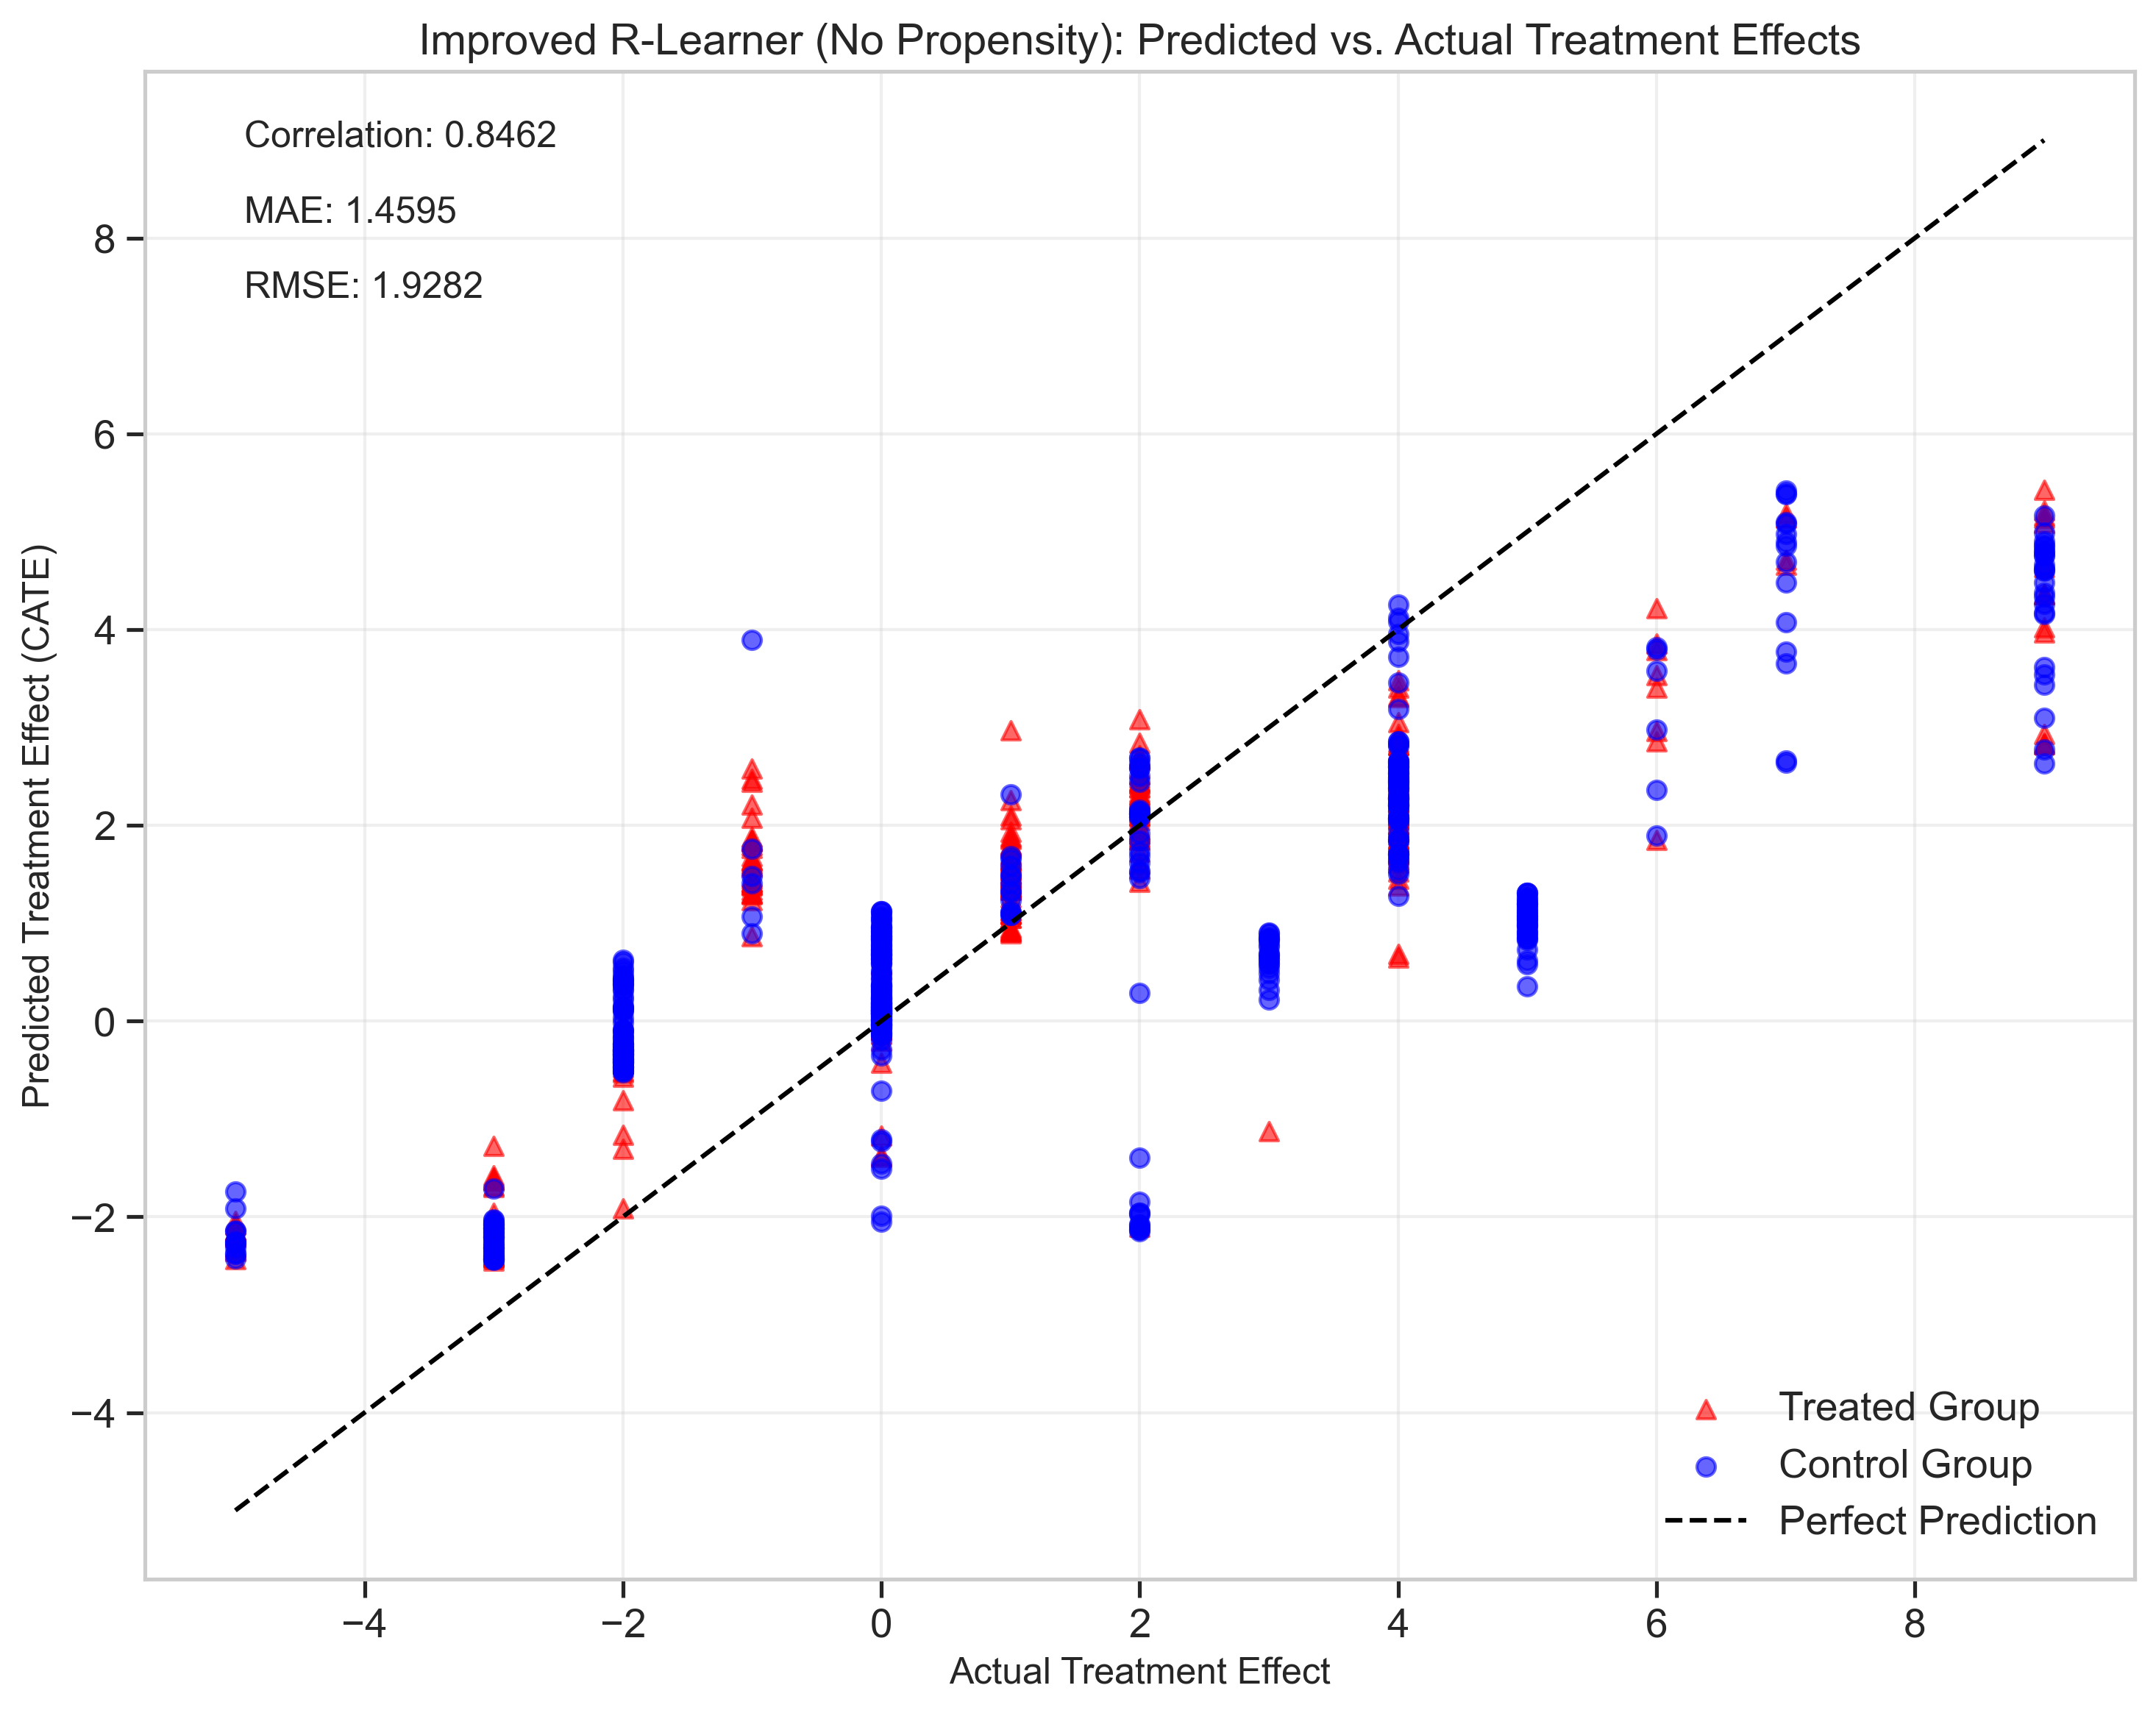 Improved R-Learner (No Propensity): Predicted vs. Actual Treatment Effects
Correlation: 0.8462
MAE: 1.4595
RMSE: 1.9282
8
6
4
2
0
−2
−4
Predicted Treatment Effect (CATE)
Treated Group
Control Group
Perfect Prediction
−4 −2 0 2 4 6 8
Actual Treatment Effect